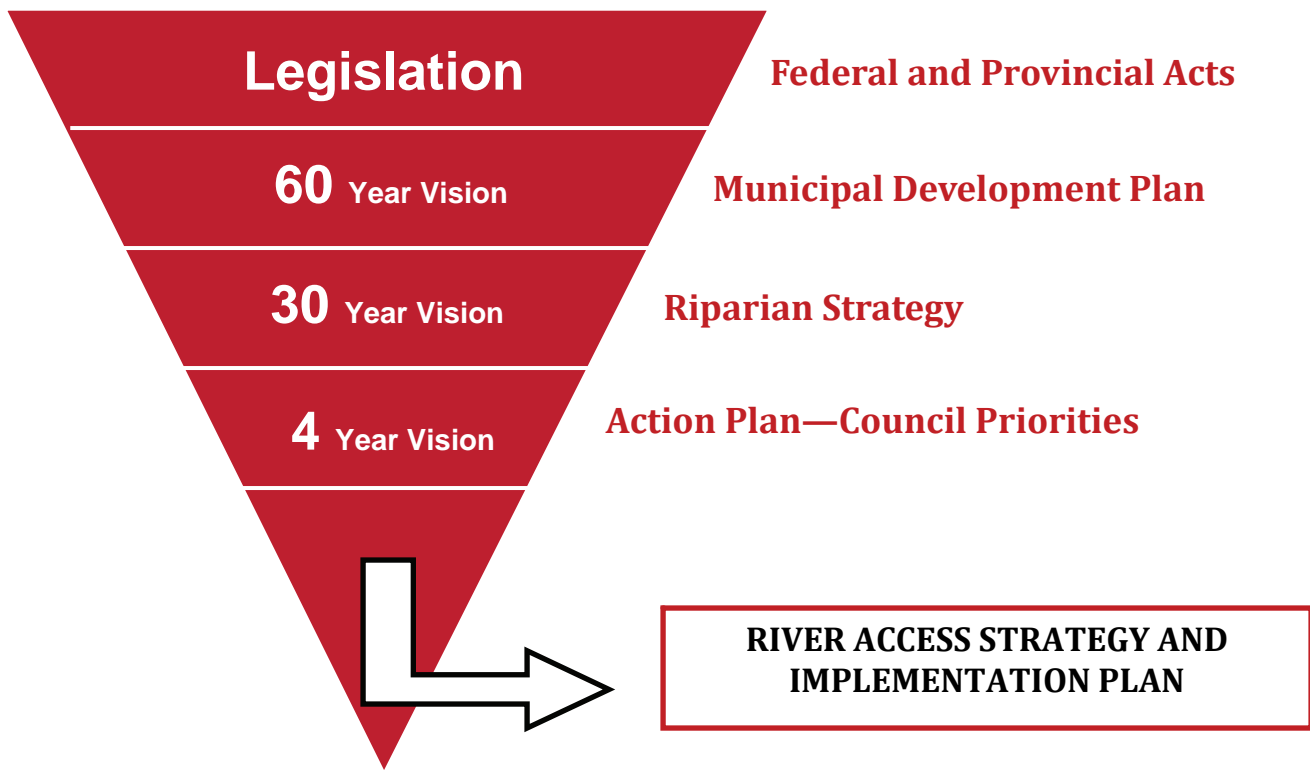 Legislation
Federal and Provincial Acts
60 Year Vision
Municipal Development Plan
30 Year Vision
Riparian Strategy
4 Year Vision
Action Plan—Council Priorities
RIVER ACCESS STRATEGY AND
IMPLEMENTATION PLAN